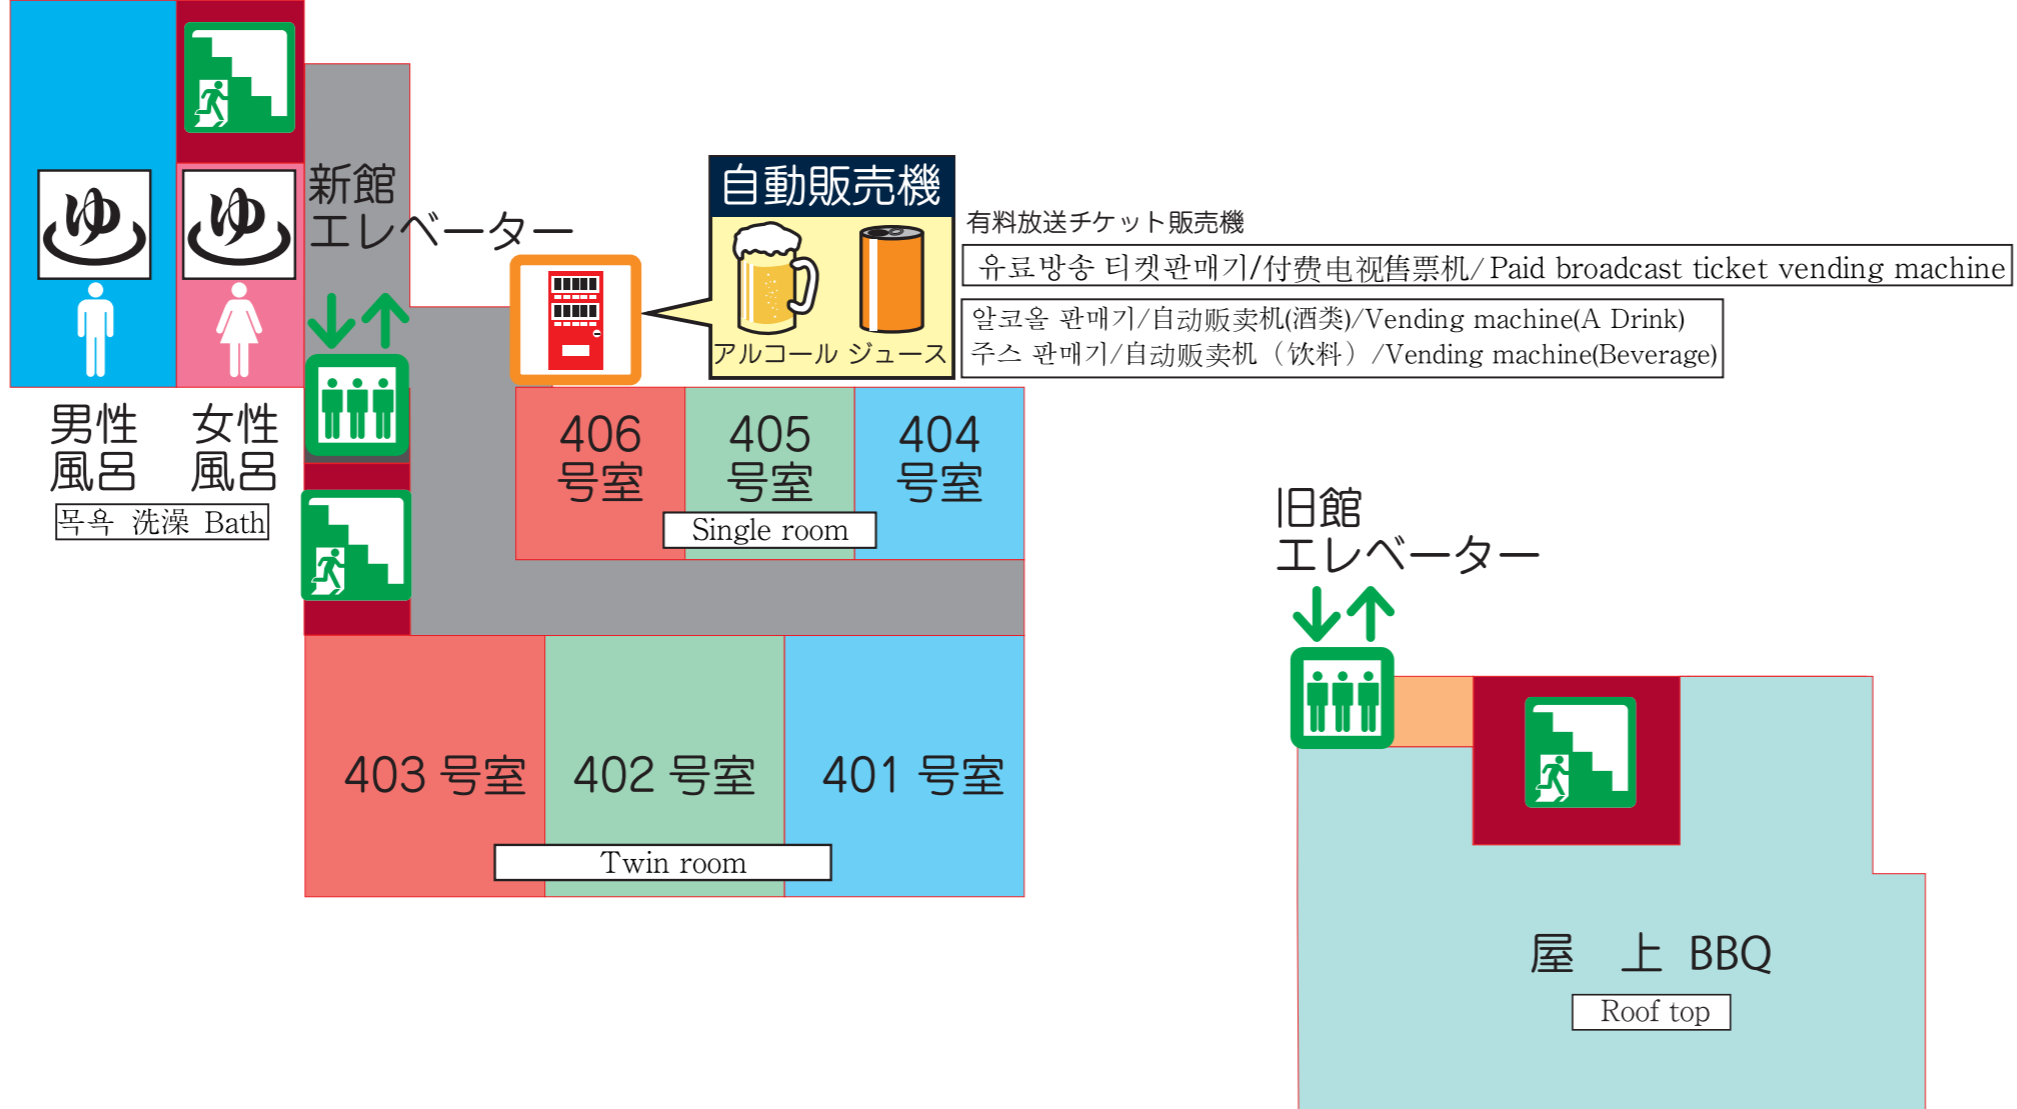 ゆ
ゆ
新館
エレベーター
自動販売機
アルコール ジュース
有料放送チケット販売機
유료방송 티켓판매기/付费电视售票机/Paid broadcast ticket vending machine
알코올 판매기/自动贩卖机(酒类)/Vending machine(A Drink)
주스 판매기/自动贩卖机（饮料）/Vending machine(Beverage)
男性
風呂
女性
風呂
목욕 洗澡 Bath
406
号室
405
号室
404
号室
Single room
旧館
エレベーター
403 号室
402 号室
401 号室
Twin room
屋 上 BBQ
Roof top